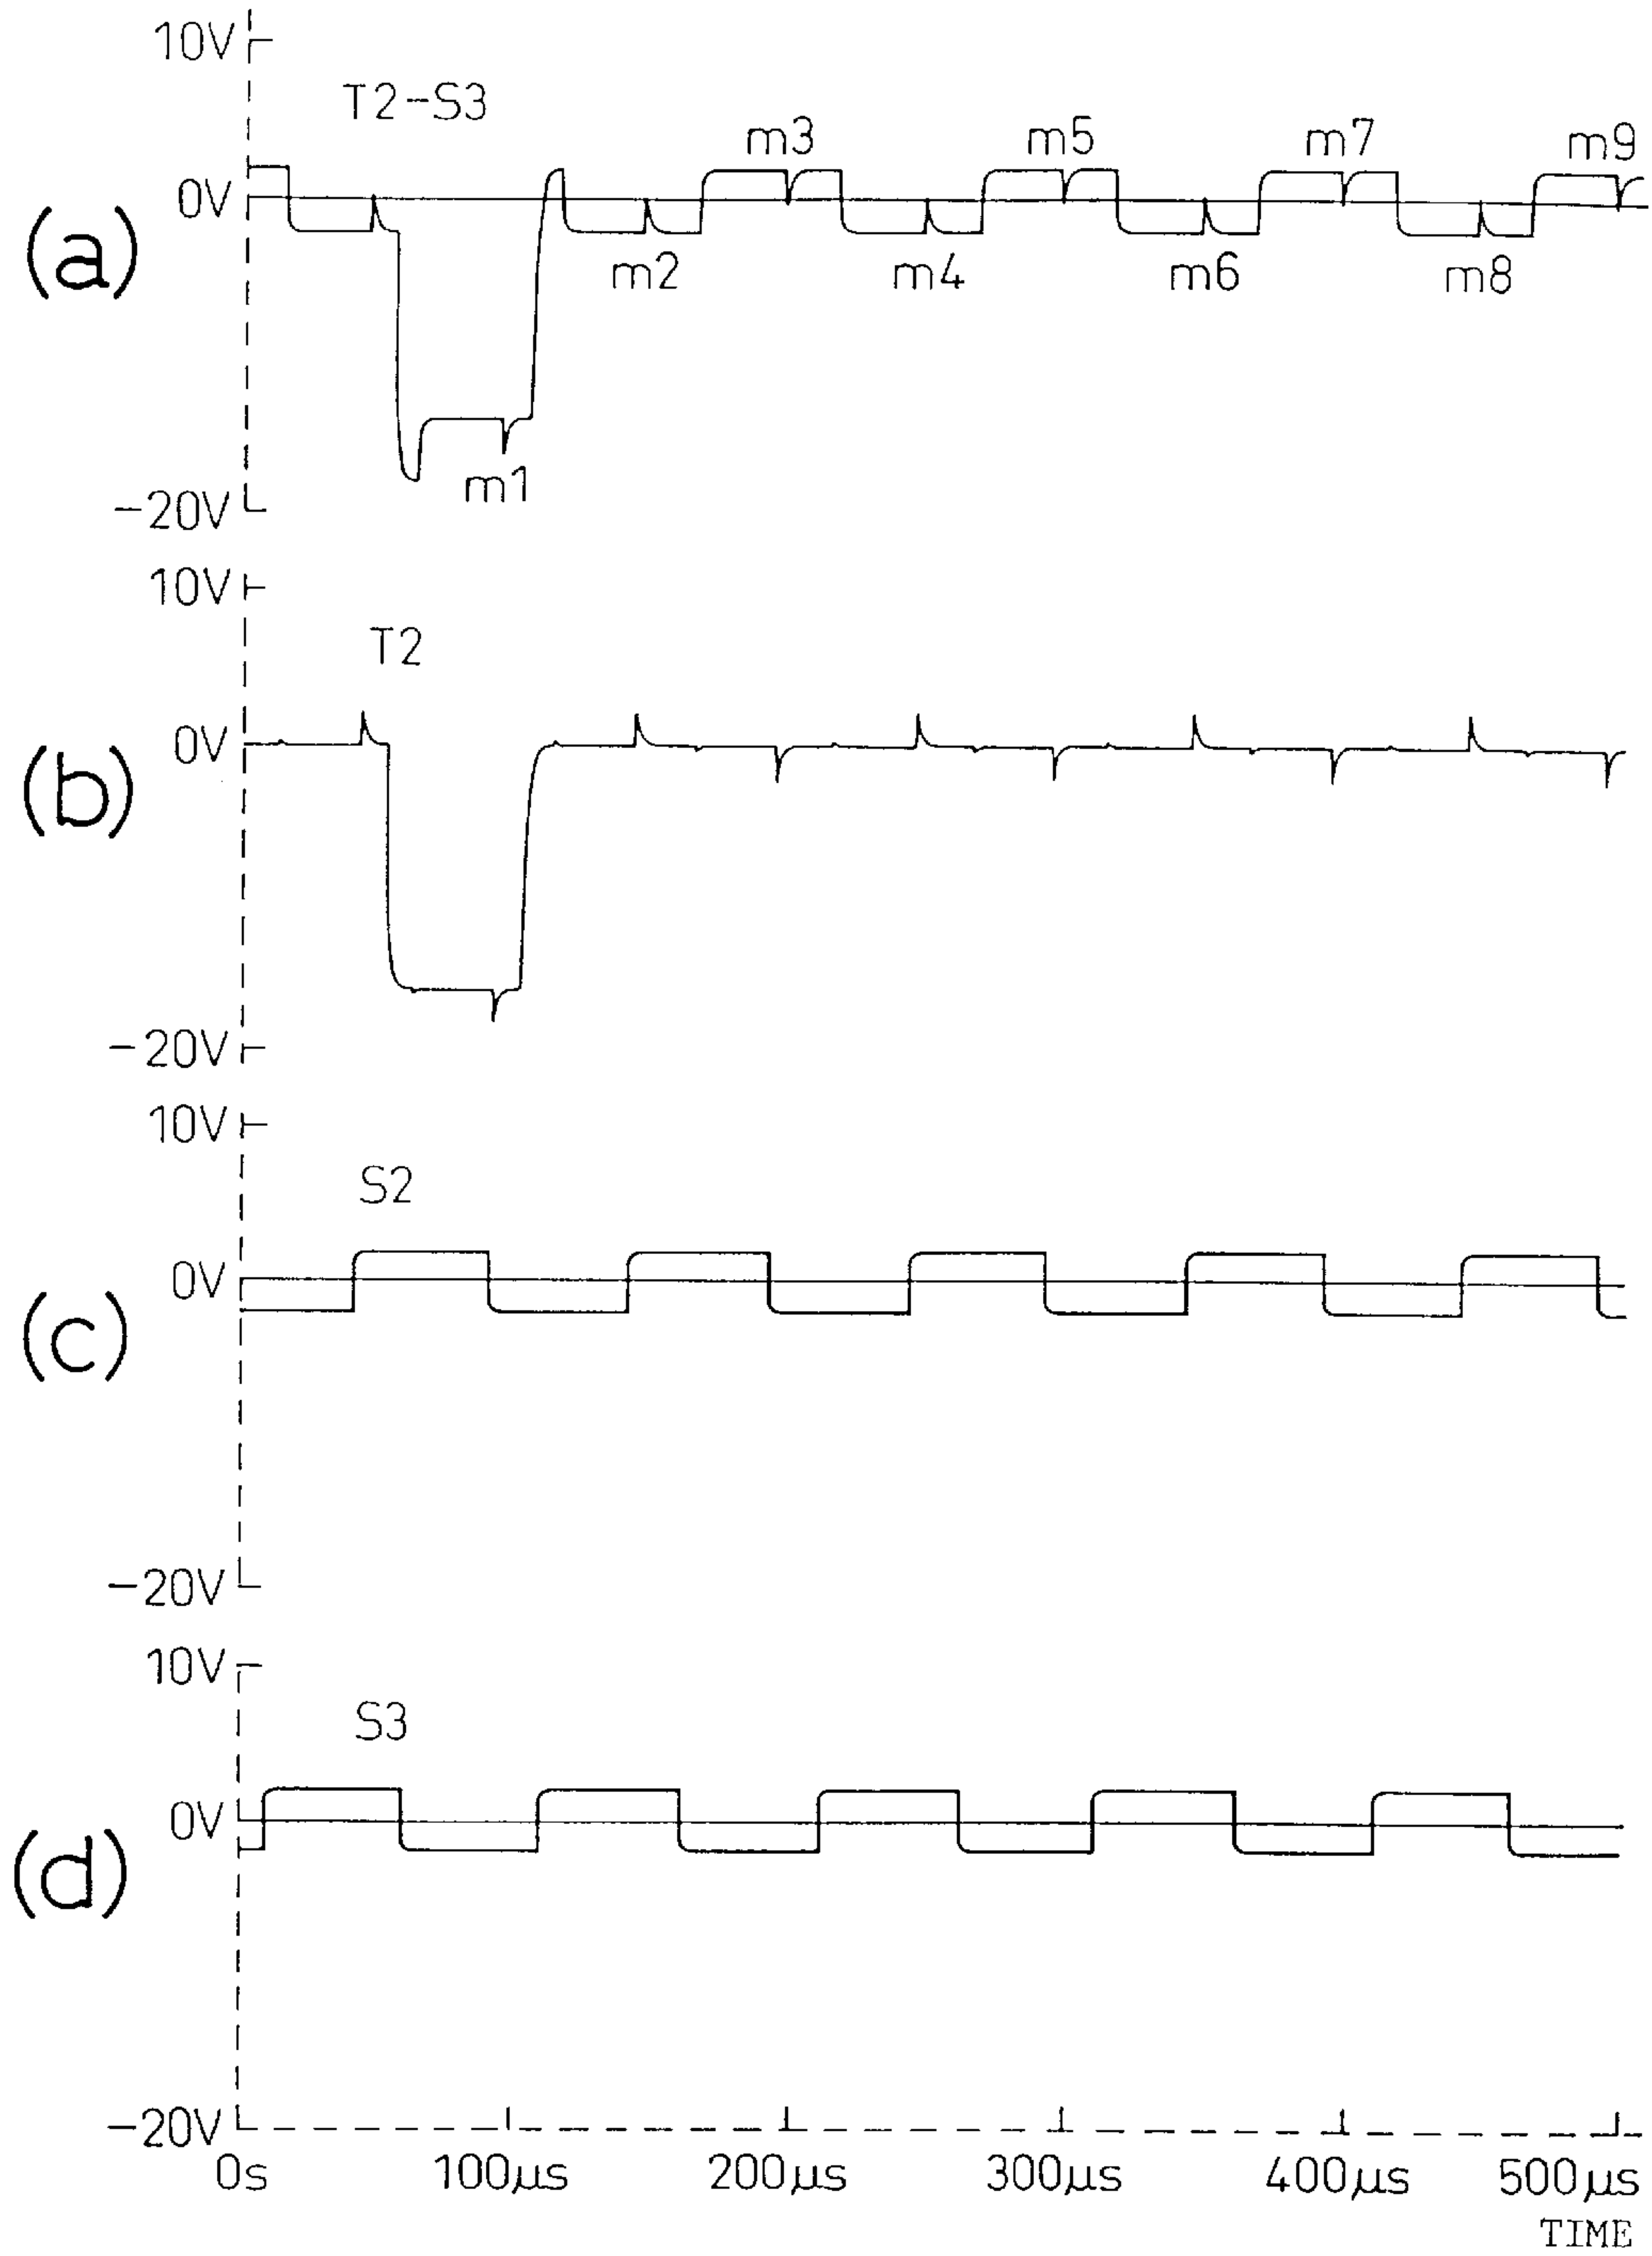 10V
T2-S3
m3
m5
m7
m9
0V
(a)
m2
m4
m6
m8
m1
-20V
10V
T2
0V
(b)
-20V
10V
S2
0V
(c)
-20V
10V
S3
0V
(d)
-20V
0s
100µs
200µs
300µs
400µs
500µs
TIME